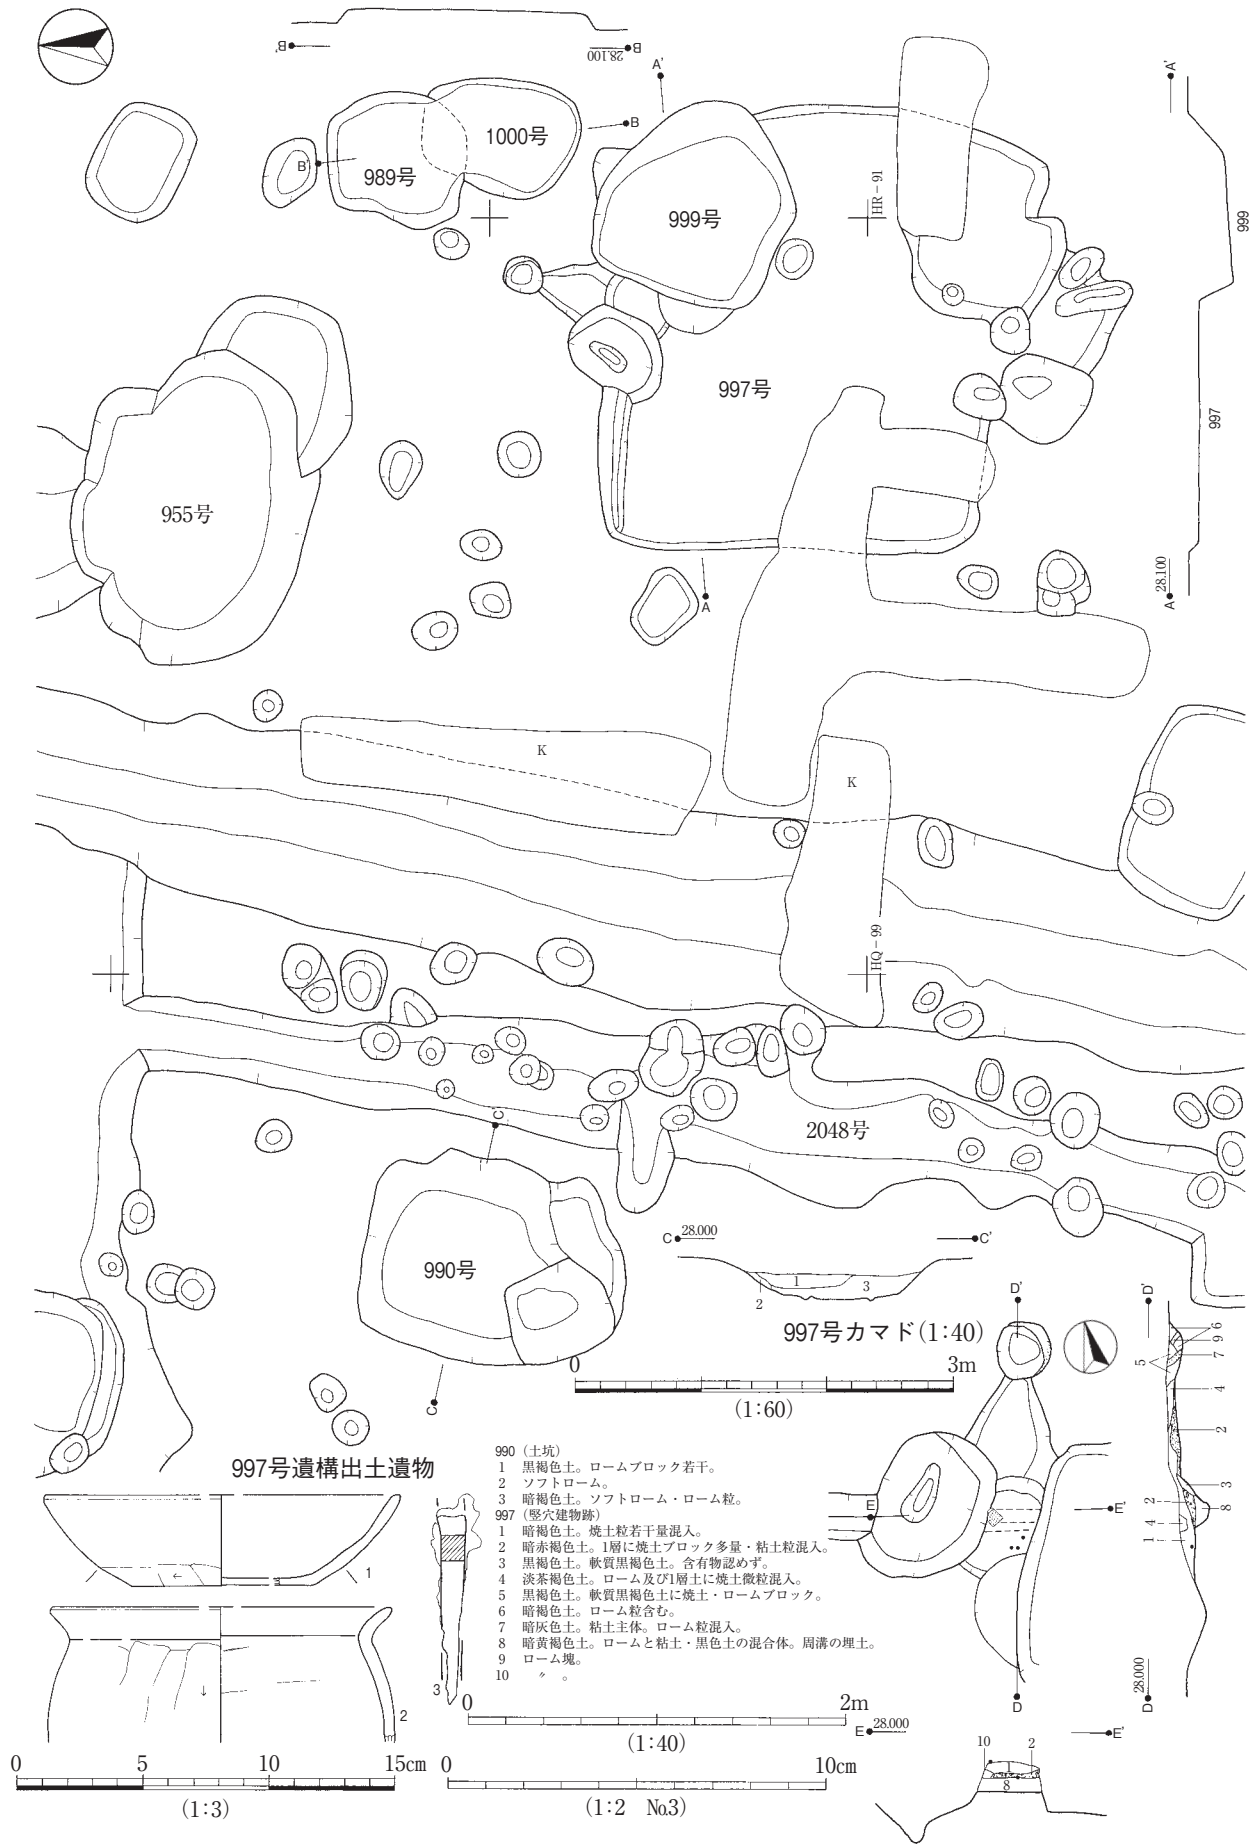 B'
28.100
B
A'
A'
1000号
B
B'
989号
999号
HR－91
999
997号
997
955号
A
28.100
A
K
K
HQ－99
C'
2048号
C 28.000
C'
990号
1
3
2
997号カマド(1:40)
D'
D'
0
3m
(1:60)
C
6
9
7
5
4
2
3
2
8
4
1
E
E'
D
28.000
D
997号遺構出土遺物
990（土坑）
1 黒褐色土。ロームブロック若干。
2 ソフトローム。
3 暗褐色土。ソフトローム・ローム粒。
997（竪穴建物跡）
1 暗褐色土。焼土粒若干量混入。
2 暗赤褐色土。1層に焼土ブロック多量・粘土粒混入。
3 黒褐色土。軟質黒褐色土。含有物認めず。
4 淡茶褐色土。ローム及び1層土に焼土微粒混入。
5 黒褐土。軟質黒褐色土に焼土・ロームブロック。
6 暗褐色土。ローム粒含む。
7 暗灰色土。粘土主体。ローム粒混入。
8 暗黄褐色土。ロームと粘土・黒色土の混合体。周溝の埋土。
9 ローム塊。
10 〃 。
1
2
3
0
2m
(1:40)
E 28.000
E'
10
2
1
8
0 5 10 15cm
(1:3)
0
10cm
(1:2 No.3)